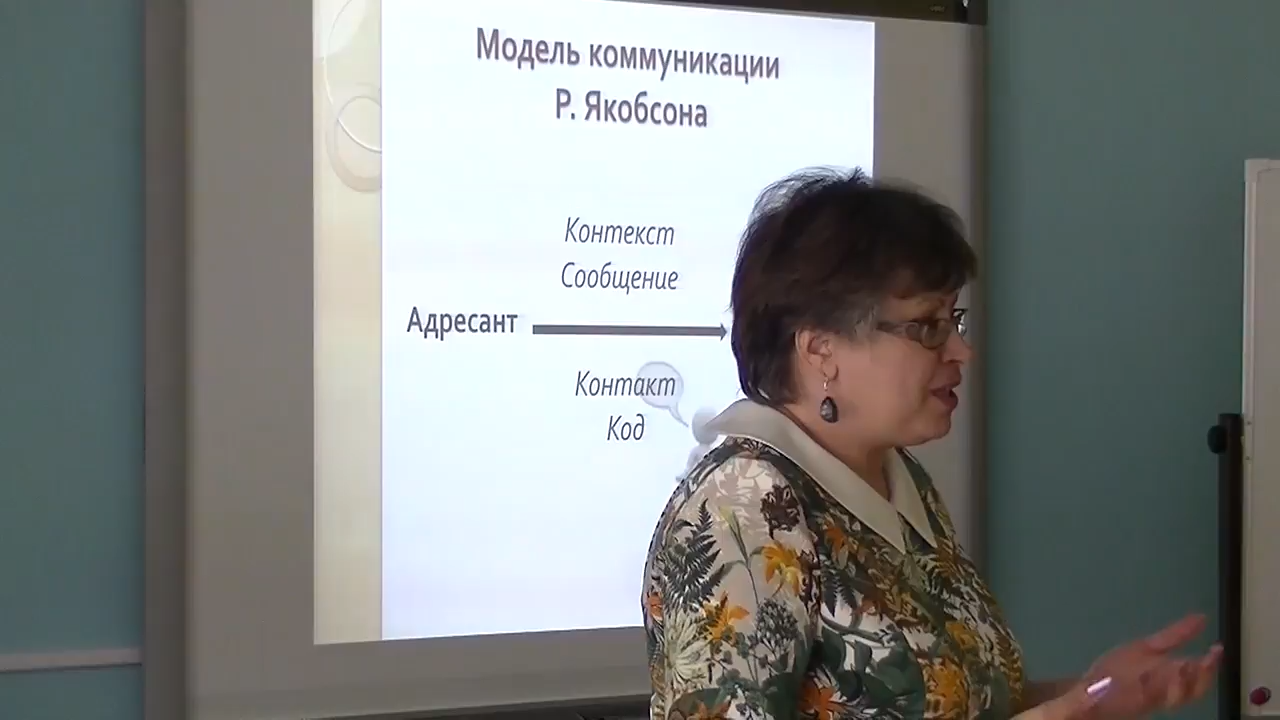 Модель коммуникации
Р. Якобсона
Контекст
Сообщение
Адресант
Контакт
Код